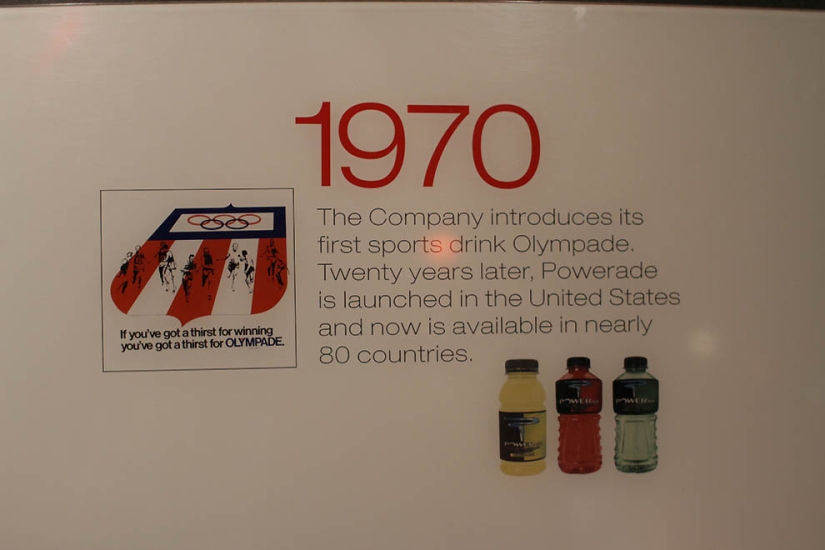 1970
The Company introduces its
first sports drink Olympade.
Twenty years later, Powerade
is launched in the United States
and now is available in nearly
80 countries.
If you've got a thirst for winning
you've got a thirst for OLYMPADE.